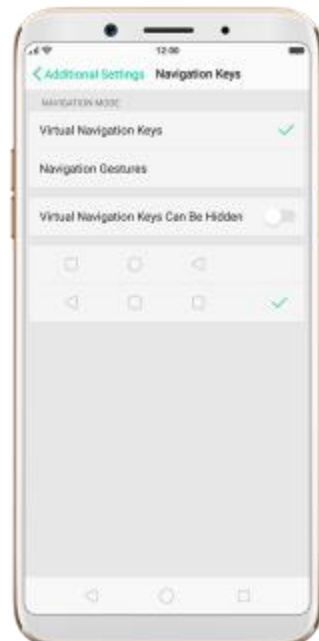 12:00
Additional Settings Navigation Keys
NAVIGATION MODE:
Virtual Navigation Keys
Navigation Gestures
Virtual Navigation Keys Can Be Hidden